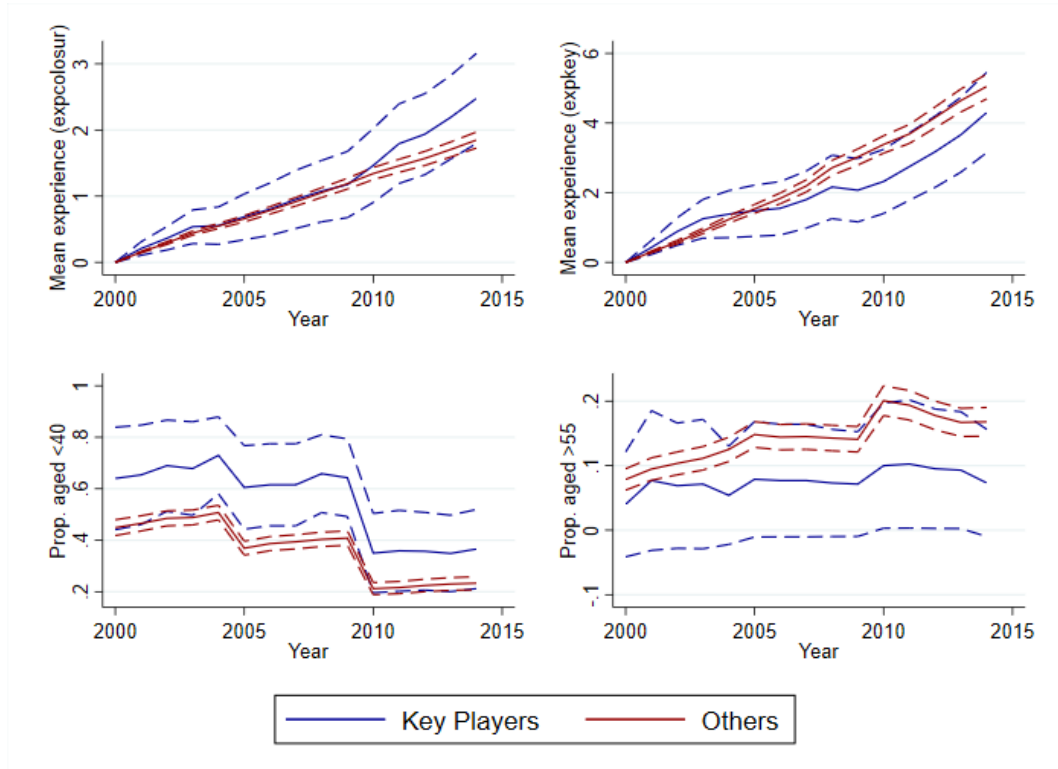 Mean experience (expcolosur)
3
2
1
0
2000 2005 2010 2015
Year
Mean experience (expkey)
6
4
2
0
2000 2005 2010 2015
Year
Prop. aged <40
1
.8
.6
.4
.2
2000 2005 2010 2015
Year
Prop. aged >55
.2
.1
0
-.1
2000 2005 2010 2015
Year
Key Players Others